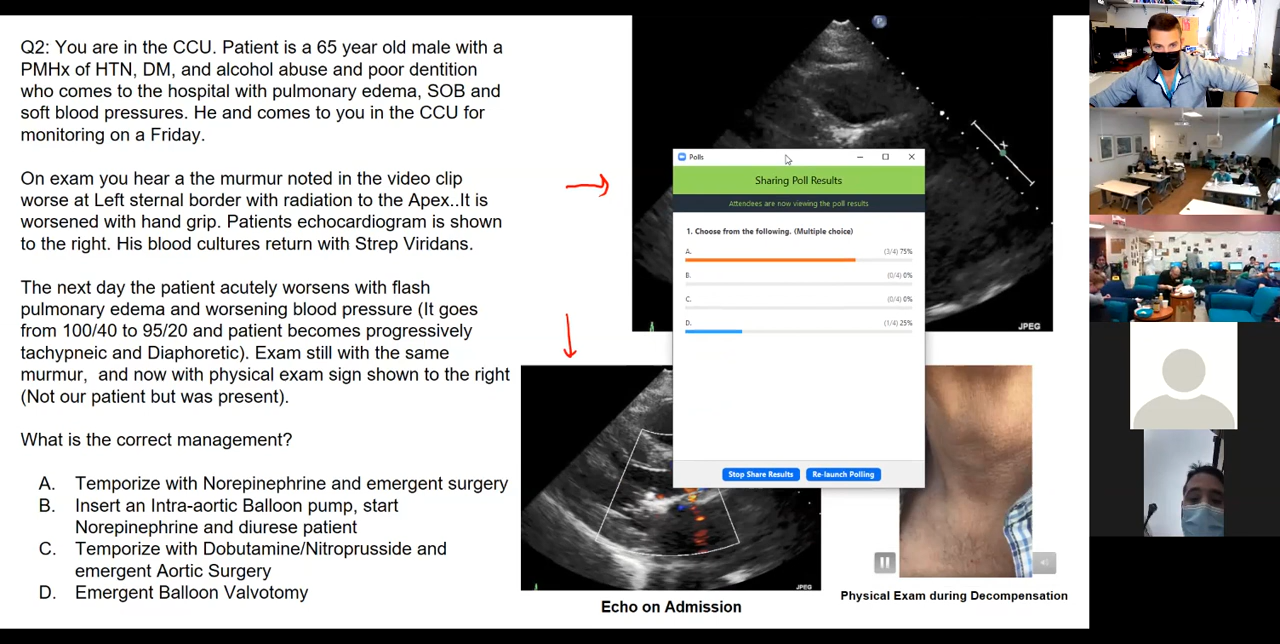 Q2: You are in the CCU. Patient is a 65 year old male with a
PMHx of HTN, DM, and alcohol abuse and poor dentition
who comes to the hospital with pulmonary edema, SOB and
soft blood pressures. He and comes to you in the CCU for
monitoring on a Friday.
On exam you hear a the murmur noted in the video clip
worse at Left sternal border with radiation to the Apex..It is
worsened with hand grip. Patients echocardiogram is shown
to the right. His blood cultures return with Strep Viridans.
The next day the patient acutely worsens with flash
pulmonary edema and worsening blood pressure (It goes
from 100/40 to 95/20 and patient becomes progressively
tachypneic and Diaphoretic). Exam still with the same
murmur, and now with physical exam sign shown to the right
(Not our patient but was present).
What is the correct management?
A. Temporize with Norepinephrine and emergent surgery
B. Insert an Intra-aortic Balloon pump, start
Norepinephrine and diurese patient
C. Temporize with Dobutamine/Nitroprusside and
emergent Aortic Surgery
D. Emergent Balloon Valvotomy
P
Polls
Sharing Poll Results
Attendees are now viewing the poll results
1. Choose from the following. (Multiple choice)
A. (3/4) 75%
B. (0/4) 0%
C. (0/4) 0%
D. (1/4) 25%
Stop Share Results Re-launch Polling
JPEG
JPEG
Echo on Admission
Physical Exam during Decompensation